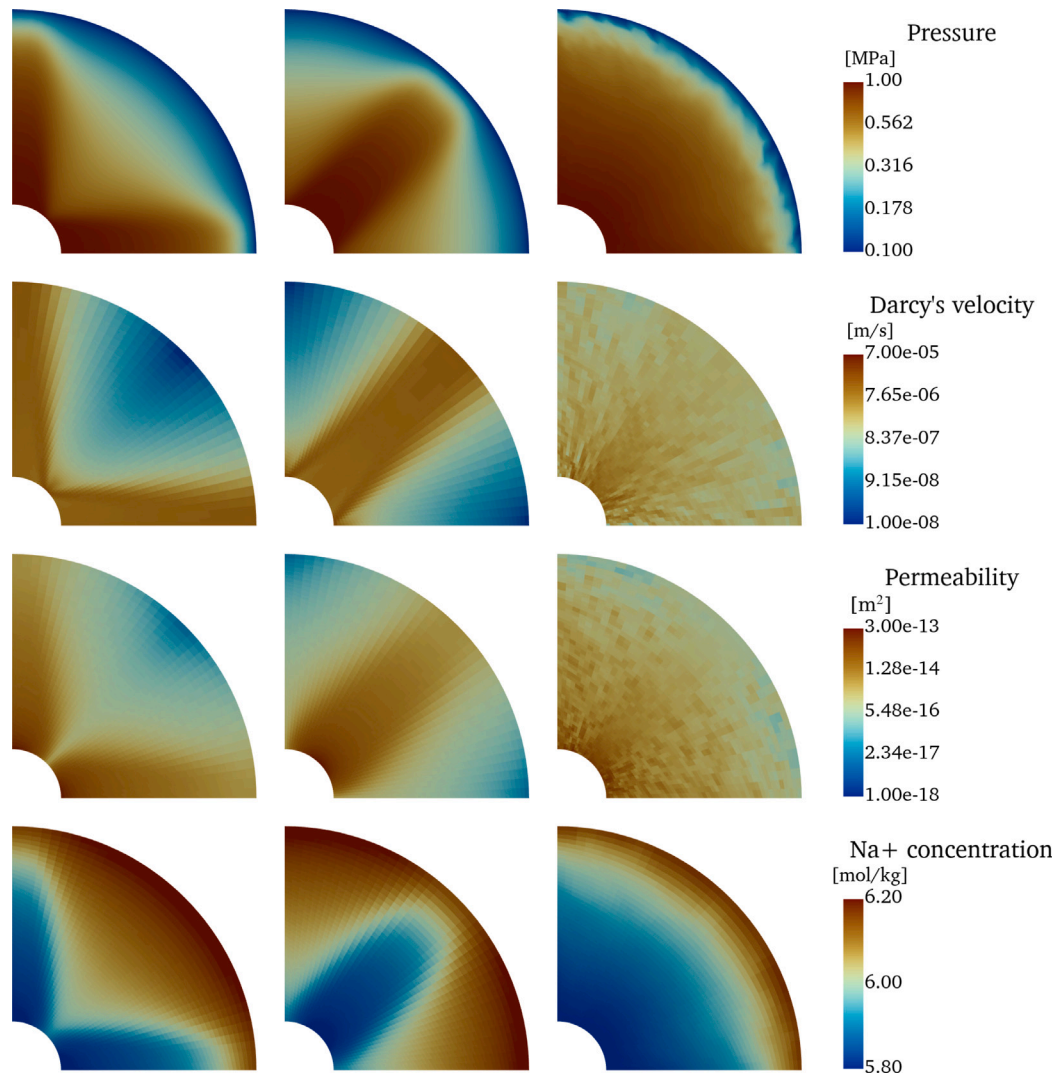 Pressure
[MPa]
1.00
0.562
0.316
0.178
0.100
Darcy's velocity
[m/s]
7.00e-05
7.65e-06
8.37e-07
9.15e-08
1.00e-08
Permeability
[m²]
3.00e-13
1.28e-14
5.48e-16
2.34e-17
1.00e-18
Na+ concentration
[mol/kg]
6.20
6.00
5.80